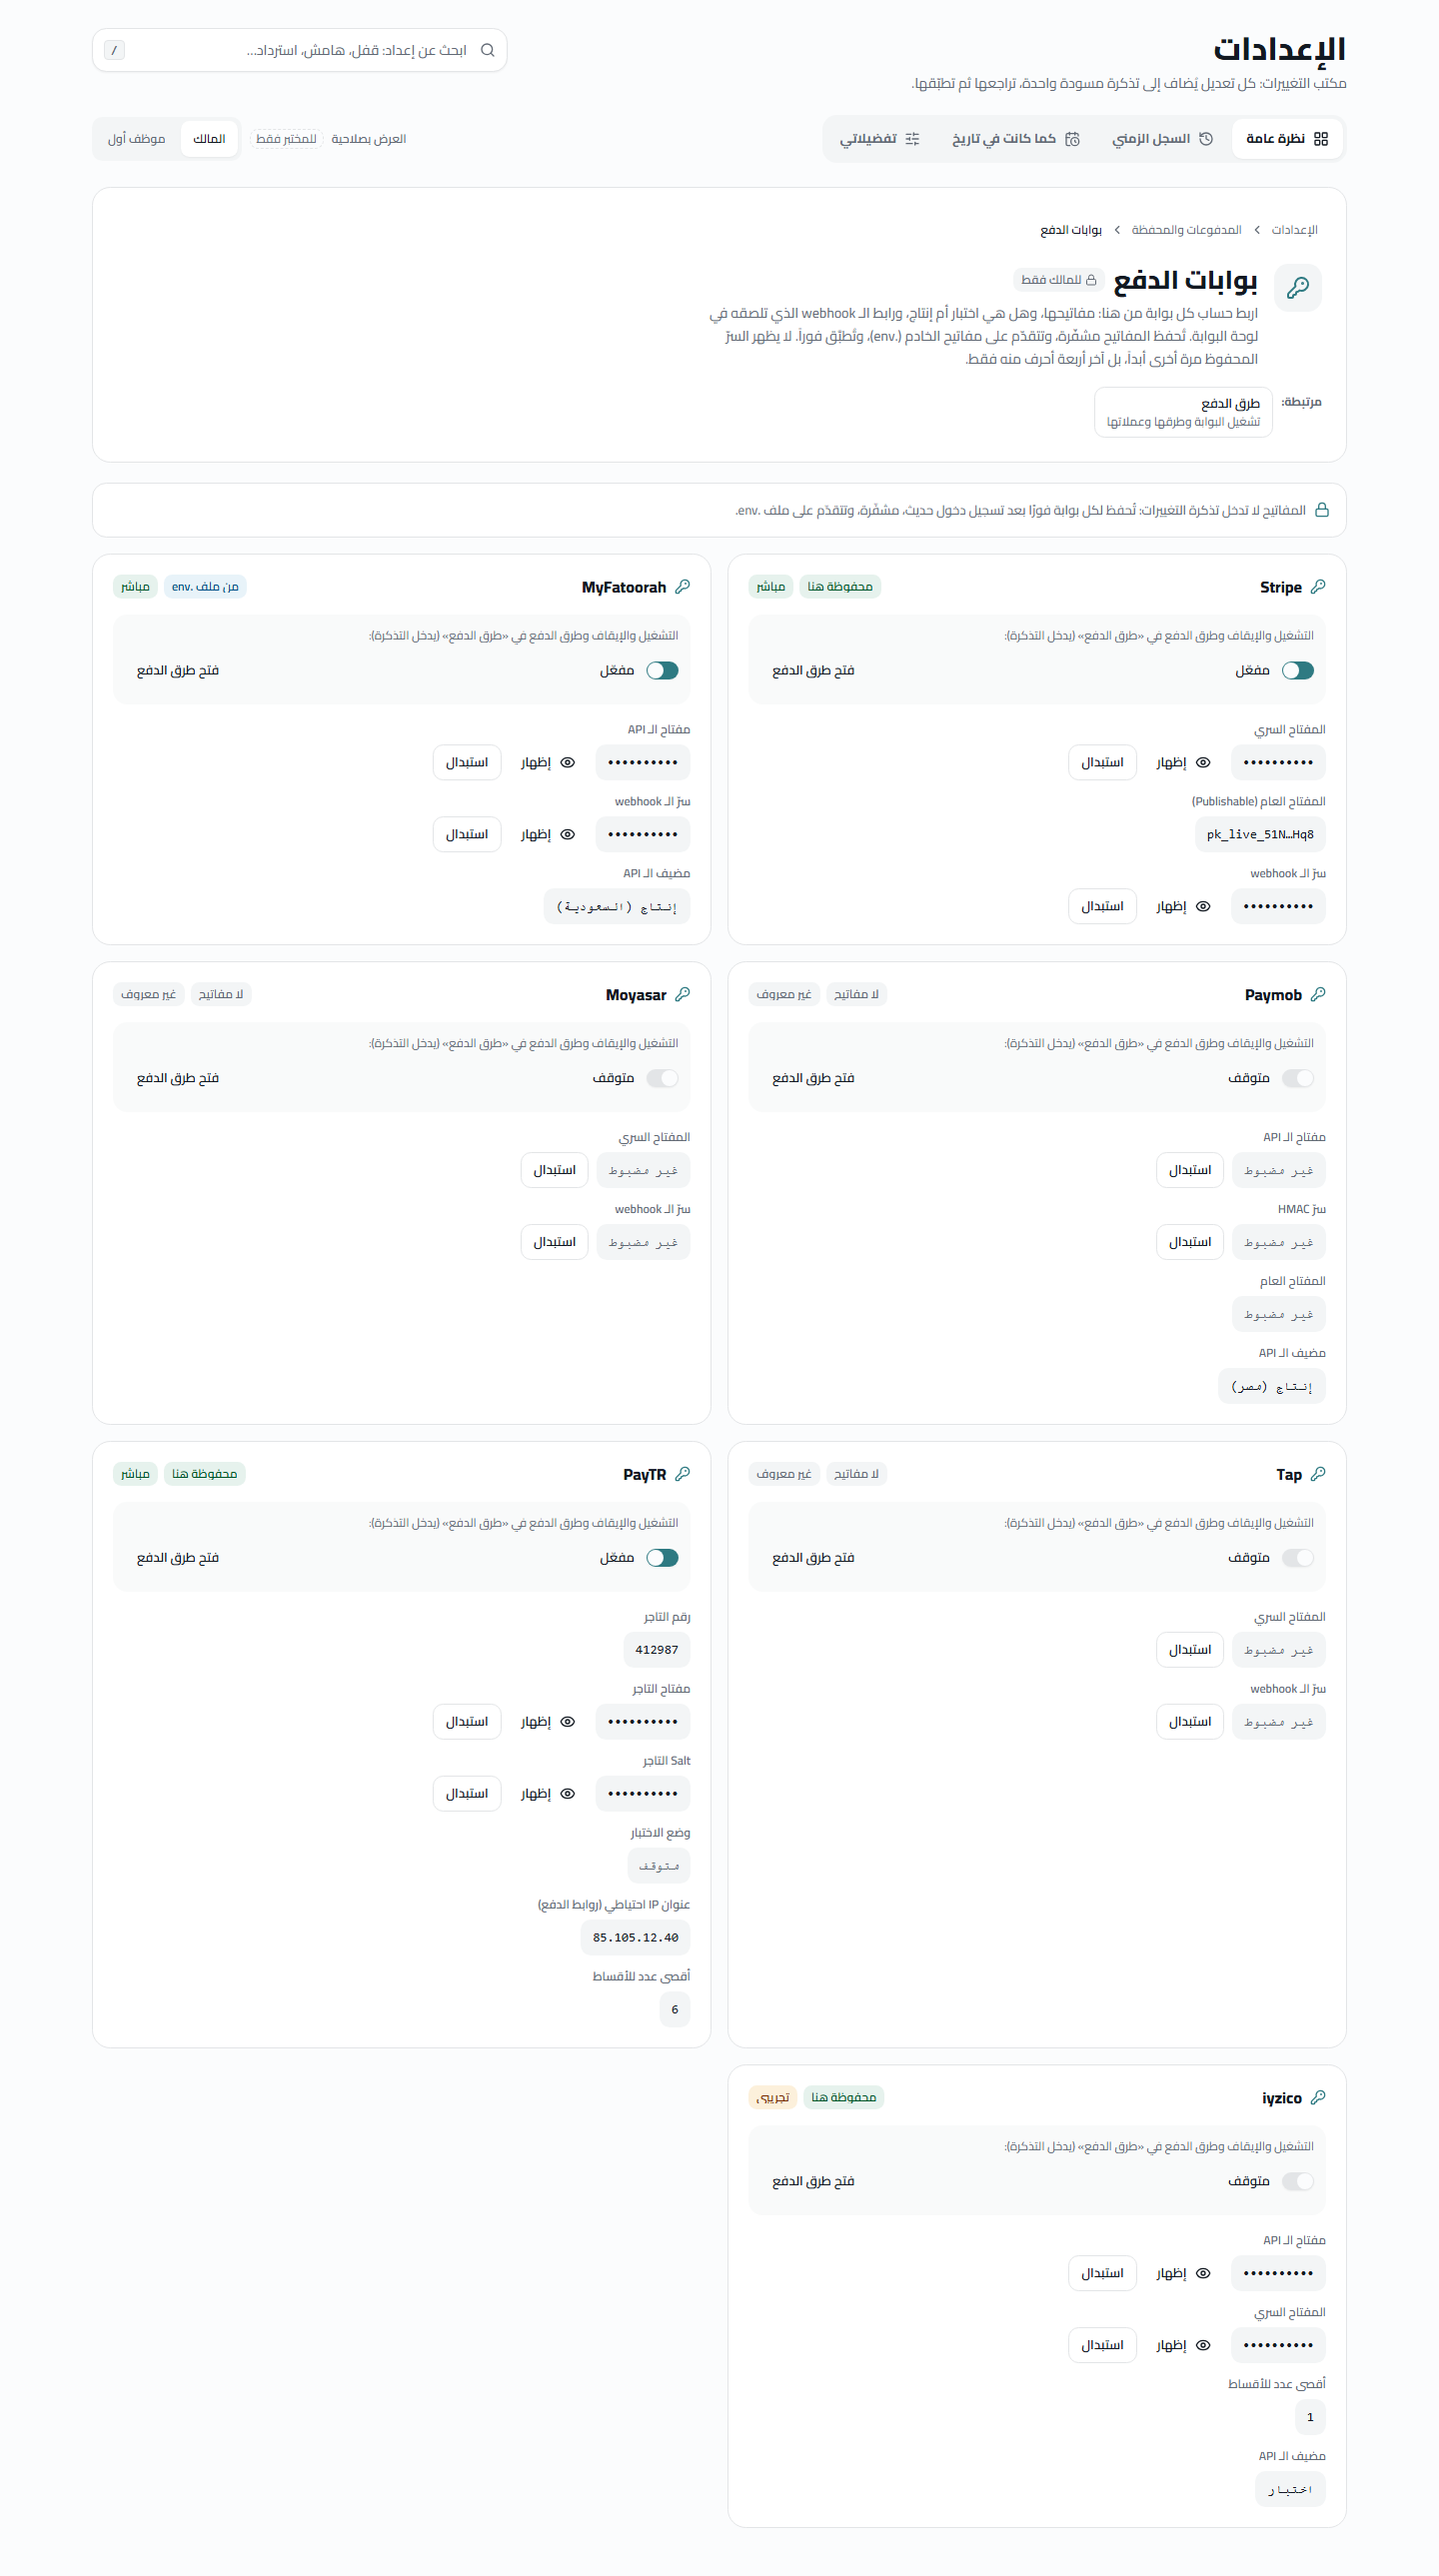 الإعدادات
ابحث عن إعداد: قفل، هامش، استرداد...
/
مكتب التغييرات: كل تعديل يُضاف إلى تذكرة مسودة واحدة، تراجعها ثم تطبّقها.
نظرة عامة
السجل الزمني
كما كانت في تاريخ
تفضيلاتي
العرض بصلاحية
للمختبر فقط
المالك
موظف أول
الإعدادات
المدفوعات والمحفظة
بوابات الدفع
بوابات الدفع
للمالك فقط
اربط حساب كل بوابة من هنا: مفاتيحها، وهل هي اختبار أم إنتاج، ورابط الـ webhook الذي تلصقه في
لوحة البوابة. تُحفظ المفاتيح مشفّرة، وتتقدّم على مفاتيح الخادم (.env)، وتُطبَّق فوراً. لا يظهر السرّ
المحفوظ مرة أخرى أبداً، بل آخر أربعة أحرف منه فقط.
مرتبطة:
طرق الدفع
تشغيل البوابة وطرقها وعملاتها
المفاتيح لا تدخل تذكرة التغييرات: تُحفظ لكل بوابة فورًا بعد تسجيل دخول حديث، مشفّرة، وتتقدّم على ملف .env.
Stripe
محفوظة هنا
مباشر
التشغيل والإيقاف وطرق الدفع في «طرق الدفع» (يدخل التذكرة):
مفعّل
فتح طرق الدفع
المفتاح السري
••••••••••
إظهار
استبدال
المفتاح العام (Publishable)
pk_live_51N…Hq8
سرّ الـ webhook
••••••••••
إظهار
استبدال
MyFatoorah
من ملف .env
مباشر
التشغيل والإيقاف وطرق الدفع في «طرق الدفع» (يدخل التذكرة):
مفعّل
فتح طرق الدفع
مفتاح الـ API
••••••••••
إظهار
استبدال
سرّ الـ webhook
••••••••••
إظهار
استبدال
مضيف الـ API
إنتاج (السعودية)
Paymob
لا مفاتيح
غير معروف
التشغيل والإيقاف وطرق الدفع في «طرق الدفع» (يدخل التذكرة):
متوقف
فتح طرق الدفع
مفتاح الـ API
غير مضبوط
استبدال
سرّ HMAC
غير مضبوط
استبدال
المفتاح العام
غير مضبوط
مضيف الـ API
إنتاج (مصر)
Moyasar
لا مفاتيح
غير معروف
التشغيل والإيقاف وطرق الدفع في «طرق الدفع» (يدخل التذكرة):
متوقف
فتح طرق الدفع
المفتاح السري
غير مضبوط
استبدال
سرّ الـ webhook
غير مضبوط
استبدال
Tap
لا مفاتيح
غير معروف
التشغيل والإيقاف وطرق الدفع في «طرق الدفع» (يدخل التذكرة):
متوقف
فتح طرق الدفع
المفتاح السري
غير مضبوط
استبدال
سرّ الـ webhook
غير مضبوط
استبدال
PayTR
محفوظة هنا
مباشر
التشغيل والإيقاف وطرق الدفع في «طرق الدفع» (يدخل التذكرة):
مفعّل
فتح طرق الدفع
رقم التاجر
412987
مفتاح التاجر
••••••••••
إظهار
استبدال
Salt التاجر
••••••••••
إظهار
استبدال
وضع الاختبار
متوقف
عنوان IP احتياطي (روابط الدفع)
85.105.12.40
أقصى عدد للأقساط
6
iyzico
محفوظة هنا
تجريبي
التشغيل والإيقاف وطرق الدفع في «طرق الدفع» (يدخل التذكرة):
متوقف
فتح طرق الدفع
مفتاح الـ API
••••••••••
إظهار
استبدال
المفتاح السري
••••••••••
إظهار
استبدال
أقصى عدد للأقساط
1
مضيف الـ API
اختبار